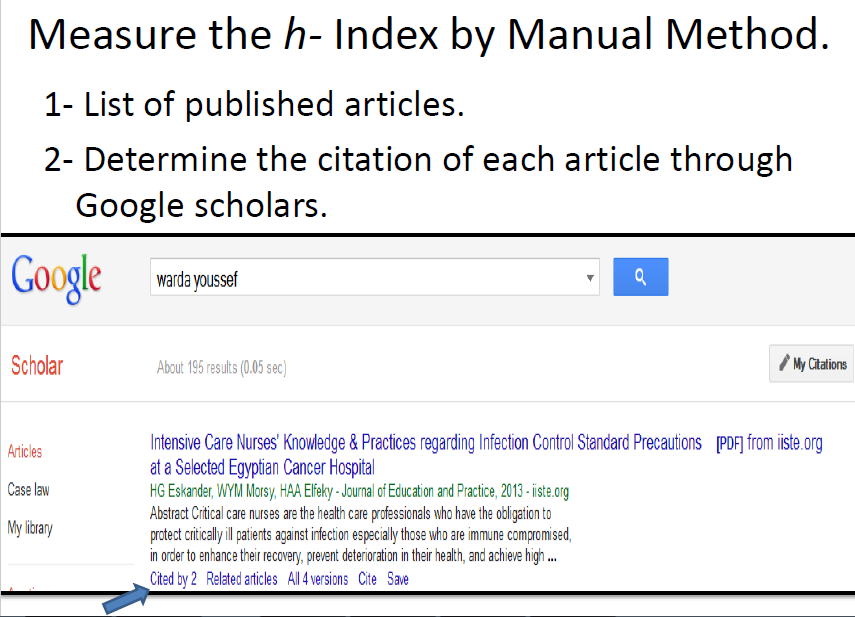 Measure the h- Index by Manual Method.
1- List of published articles.
2- Determine the citation of each article through
Google scholars.
Google
warda youssef
Scholar
About 195 results (0.05 sec)
My Citations
Articles
Case law
My library
Intensive Care Nurses' Knowledge & Practices regarding Infection Control Standard Precautions [PDF] from iiste.org
at a Selected Egyptian Cancer Hospital
HG Eskander, WYM Morsy, HAA Elfeky - Journal of Education and Practice, 2013 - iiste.org
Abstract Critical care nurses are the health care professionals who have the obligation to
protect critically ill patients against infection especially those who are immune compromised,
in order to enhance their recovery, prevent deterioration in their health, and achieve high ...
Cited by 2 Related articles All 4 versions Cite Save